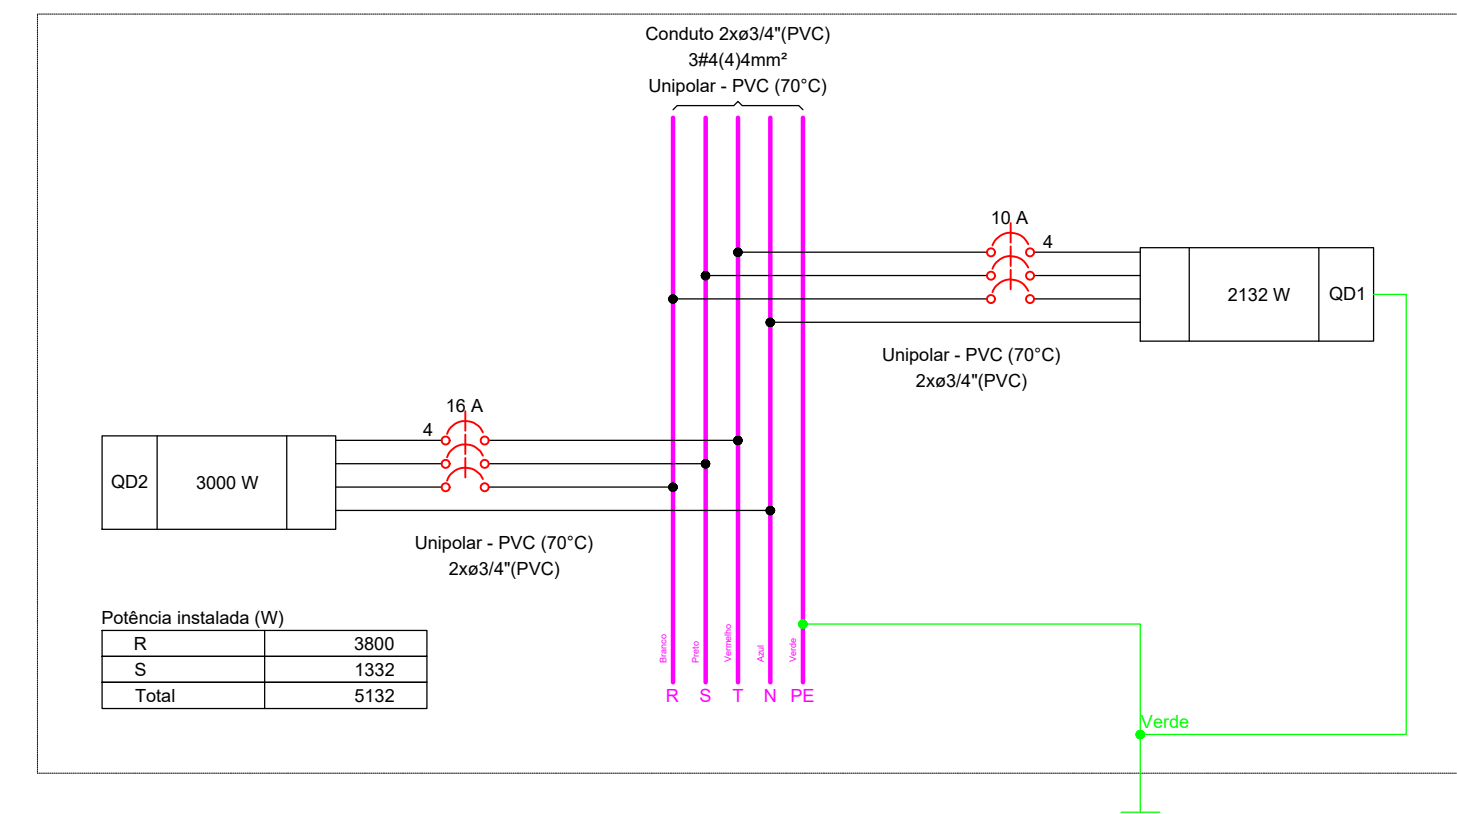 Conduto 2xø3/4"(PVC)
3#4(4)4mm²
Unipolar - PVC (70°C)
10 A
4
2132 W QD1
Unipolar - PVC (70°C)
2xø3/4"(PVC)
16 A
4
QD2 3000 W
Unipolar - PVC (70°C)
2xø3/4"(PVC)
Potência instalada (W)
R 3800
S 1332
Total 5132
Branco Preto Vermelho Azul Verde
R S T N PE
Verde